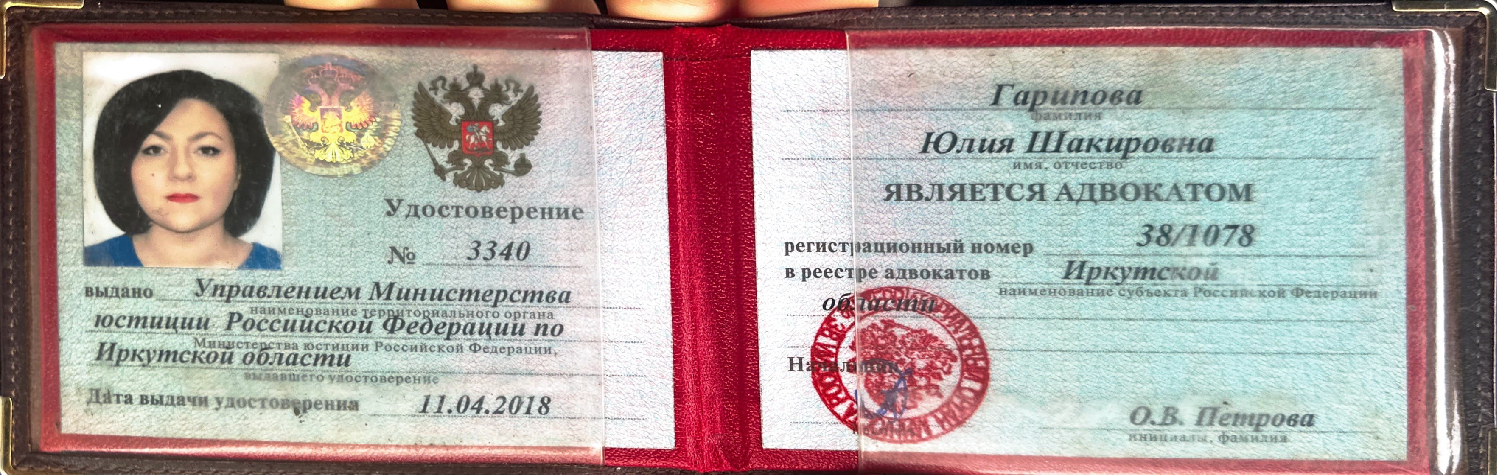 Удостоверение
№ 3340
выдано Управлением Министерства
наименование территориального органа
юстиции Российской Федерации по
Министерства юстиции Российской Федерации,
Иркутской области
выдавшего удостоверение
Дата выдачи удостоверения 11.04.2018
Гарипова
фамилия
Юлия Шакировна
имя, отчество
ЯВЛЯЕТСЯ АДВОКАТОМ
регистрационный номер 38/1078
в реестре адвокатов Иркутской
наименование субъекта Российской Федерации
области
Начальник
О.В. Петрова
инициалы, фамилия